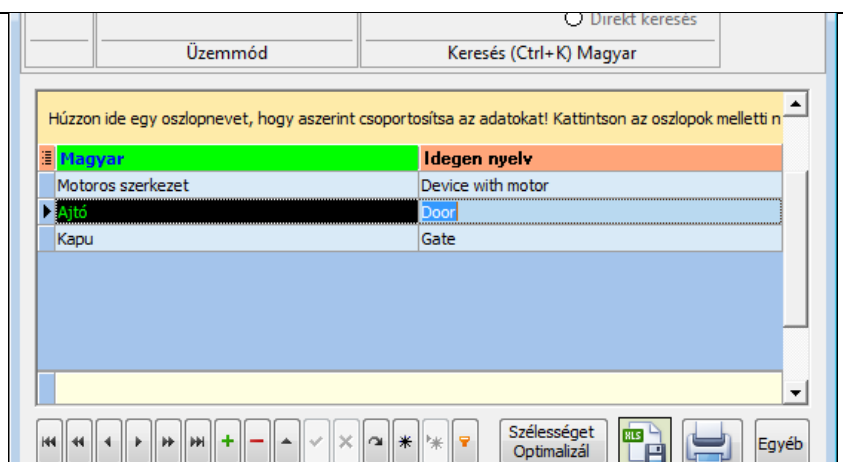 Direkt keresés
Üzemmód
Keresés (Ctrl+K) Magyar
Húzzon ide egy oszlopnevet, hogy aszerint csoportosítsa az adatokat! Kattintson az oszlopok melletti n
Magyar Idegen nyelv
Motoros szerkezet Device with motor
Ajtó Door
Kapu Gate
Szélességet
Optimalizál
XLS
Egyéb